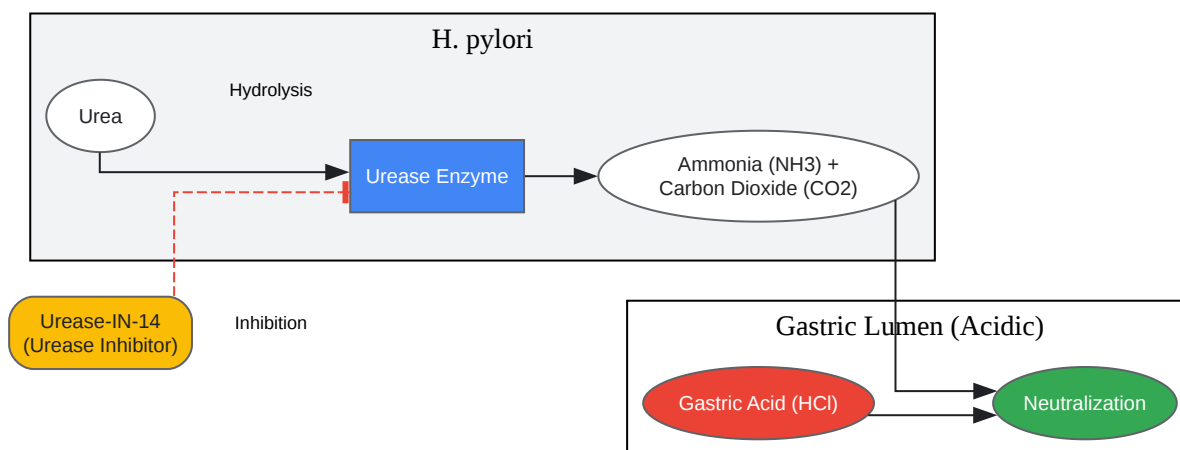 H. pylori
Hydrolysis
Urea
Urease Enzyme
Ammonia (NH3) +
Carbon Dioxide (CO2)
Urease-IN-14
(Urease Inhibitor)
Inhibition
Gastric Lumen (Acidic)
Gastric Acid (HCl)
Neutralization